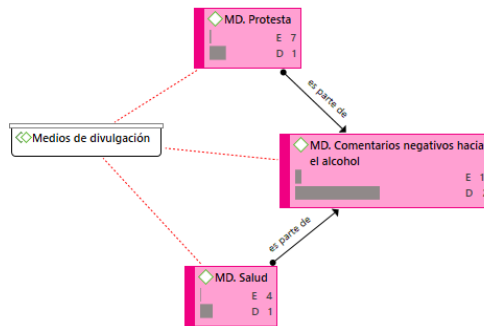 MD. Protesta
E 7
D 1
es parte de
Medios de divulgación
MD. Comentarios negativos hacia
el alcohol
E 1
D
es parte de
MD. Salud
E 4
D 1